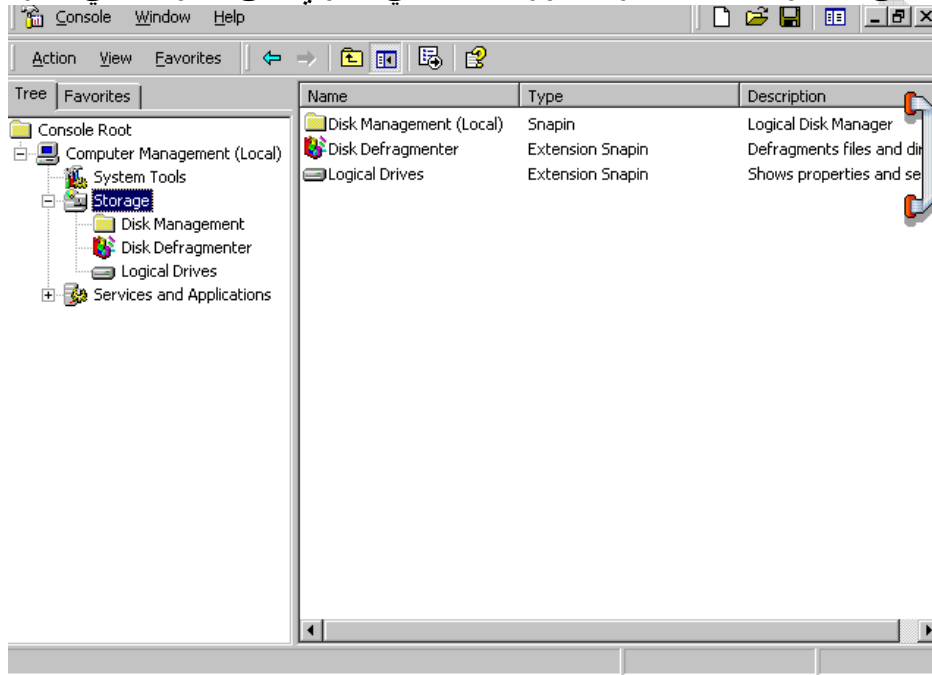 Console Window Help
Action View Favorites
Tree Favorites
Console Root
Computer Management (Local)
System Tools
Storage
Disk Management
Disk Defragmenter
Logical Drives
Services and Applications
Name Type Description
Disk Management (Local) Snapin Logical Disk Manager
Disk Defragmenter Extension Snapin Defragments files and dir
Logical Drives Extension Snapin Shows properties and se